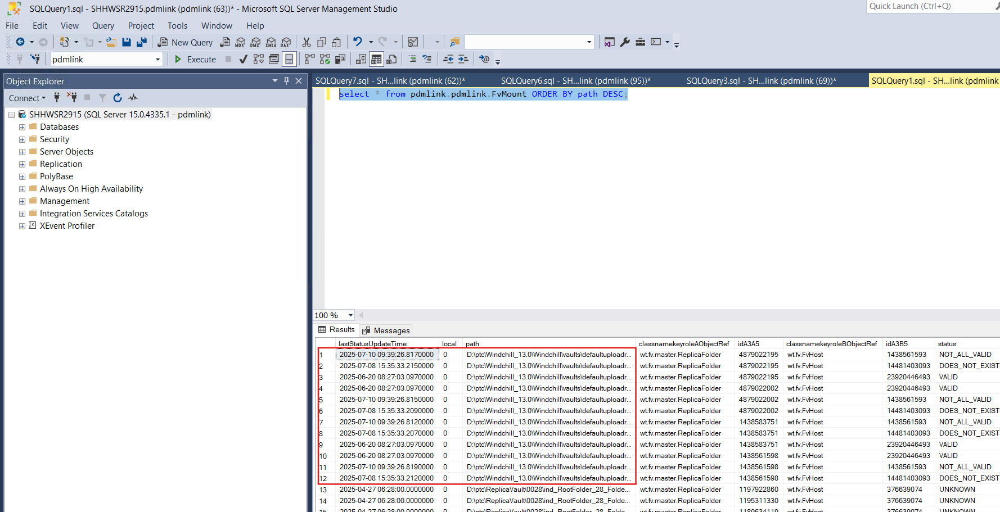 SQLQuery1.sql - SHHWSR2915.pdmlink (pdmlink (63))* - Microsoft SQL Server Management Studio
Quick Launch (Ctrl+Q)
File Edit View Query Project Tools Window Help
New Query MDX DMX XMLA DAX
pdmlink Execute
Object Explorer
Connect
SHHWSR2915 (SQL Server 15.0.4335.1 - pdmlink)
Databases
Security
Server Objects
Replication
PolyBase
Always On High Availability
Management
Integration Services Catalogs
XEvent Profiler
SQLQuery7.sql - SH...link (pdmlink (62))* SQLQuery6.sql - SH...link (pdmlink (95))* SQLQuery3.sql - SH...link (pdmlink (69))* SQLQuery1.sql - SH...link (pdmlink
select * from pdmlink.pdmlink.FvMount ORDER BY path DESC;
100 %
Results Messages
lastStatusUpdateTime local path classnamekeyroleAObjectRef idA3A5 classnamekeyroleBObjectRef idA3B5 status
1 2025-07-10 09:39:26.8170000 0 D:\ptc\Windchill_13.0\Windchill\vaults\defaultuploadr... wt.fv.master.ReplicaFolder 4879022195 wt.fv.FvHost 1438561593 NOT_ALL_VALID
2 2025-07-08 15:35:33.2150000 0 D:\ptc\Windchill_13.0\Windchill\vaults\defaultuploadr... wt.fv.master.ReplicaFolder 4879022195 wt.fv.FvHost 14481403093 DOES_NOT_EXIST
3 2025-06-20 08:27:03.0970000 0 D:\ptc\Windchill_13.0\Windchill\vaults\defaultuploadr... wt.fv.master.ReplicaFolder 4879022195 wt.fv.FvHost 23920446493 VALID
4 2025-06-20 08:27:03.0970000 0 D:\ptc\Windchill_13.0\Windchill\vaults\defaultuploadr... wt.fv.master.ReplicaFolder 4879022002 wt.fv.FvHost 23920446493 VALID
5 2025-07-10 09:39:26.8150000 0 D:\ptc\Windchill_13.0\Windchill\vaults\defaultuploadr... wt.fv.master.ReplicaFolder 4879022002 wt.fv.FvHost 1438561593 NOT_ALL_VALID
6 2025-07-08 15:35:33.2090000 0 D:\ptc\Windchill_13.0\Windchill\vaults\defaultuploadr... wt.fv.master.ReplicaFolder 4879022002 wt.fv.FvHost 14481403093 DOES_NOT_EXIST
7 2025-07-10 09:39:26.8120000 0 D:\ptc\Windchill_13.0\Windchill\vaults\defaultuploadr... wt.fv.master.ReplicaFolder 1438583751 wt.fv.FvHost 1438561593 NOT_ALL_VALID
8 2025-07-08 15:35:33.2070000 0 D:\ptc\Windchill_13.0\Windchill\vaults\defaultuploadr... wt.fv.master.ReplicaFolder 1438583751 wt.fv.FvHost 14481403093 DOES_NOT_EXIST
9 2025-06-20 08:27:03.0970000 0 D:\ptc\Windchill_13.0\Windchill\vaults\defaultuploadr... wt.fv.master.ReplicaFolder 1438583751 wt.fv.FvHost 23920446493 VALID
10 2025-06-20 08:27:03.0970000 0 D:\ptc\Windchill_13.0\Windchill\vaults\defaultuploadr... wt.fv.master.ReplicaFolder 1438561598 wt.fv.FvHost 23920446493 VALID
11 2025-07-10 09:39:26.8190000 0 D:\ptc\Windchill_13.0\Windchill\vaults\defaultuploadr... wt.fv.master.ReplicaFolder 1438561598 wt.fv.FvHost 1438561593 NOT_ALL_VALID
12 2025-07-08 15:35:33.2120000 0 D:\ptc\Windchill_13.0\Windchill\vaults\defaultuploadr... wt.fv.master.ReplicaFolder 1438561598 wt.fv.FvHost 14481403093 DOES_NOT_EXIST
13 2025-04-27 06:28:00.0000000 0 D:\ptc\ReplicaVault\0028\ind_RootFolder_28_Folde... wt.fv.master.ReplicaFolder 1197922860 wt.fv.FvHost 376639074 UNKNOWN
14 2025-04-27 06:28:00.0000000 0 D:\ptc\ReplicaVault\0028\ind_RootFolder_28_Folde... wt.fv.master.ReplicaFolder 1195311330 wt.fv.FvHost 376639074 UNKNOWN